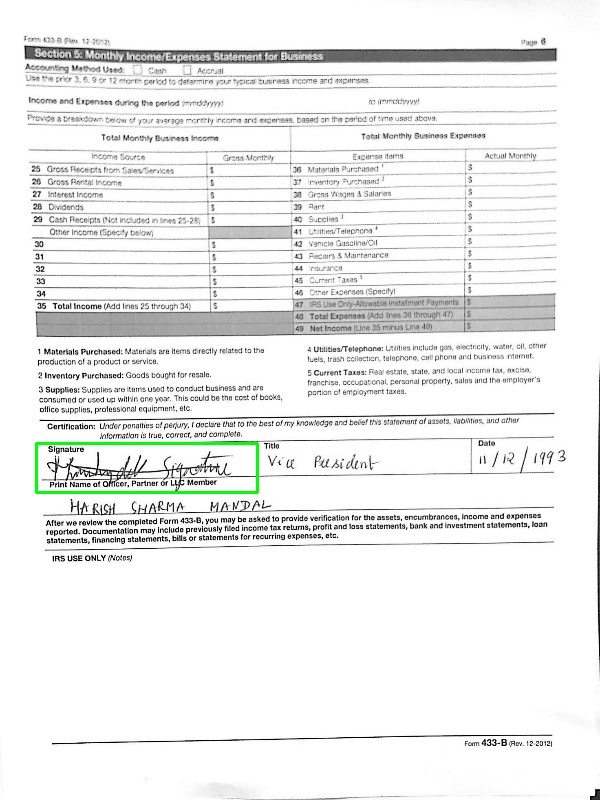 Form 433-B (Rev. 12-2012) Page 6
Section 5: Monthly Income/Expenses Statement for Business
Accounting Method Used: Cash Accrual
Use the prior 3, 6, 9 or 12 month period to determine your typical business income and expenses.
Income and Expenses during the period (mmddyyyy) to (mmddyyyy)
Provide a breakdown below of your average monthly income and expenses, based on the period of time used above.
Total Monthly Business Income Total Monthly Business Expenses
Income Source Gross Monthly Expense items Actual Monthly
25 Gross Receipts from Sales/Services $ 36 Materials Purchased 1 $
26 Gross Rental Income $ 37 Inventory Purchased 2 $
27 Interest Income $ 38 Gross Wages & Salaries $
28 Dividends $ 39 Rent $
29 Cash Receipts (Not included in lines 25-28) $ 40 Supplies 3 $
Other Income (Specify below) 41 Utilities/Telephone 4 $
30 $ 42 Vehicle Gasoline/Oil $
31 $ 43 Repairs & Maintenance $
32 $ 44 Insurance $
33 $ 45 Current Taxes 5 $
34 $ 46 Other Expenses (Specify) $
35 Total Income (Add lines 25 through 34) $ 47 IRS Use Only-Allowable Installment Payments $
48 Total Expenses (Add lines 36 through 47) $
49 Net Income (Line 35 minus Line 48) $
1 Materials Purchased: Materials are items directly related to the
production of a product or service.
2 Inventory Purchased: Goods bought for resale.
3 Supplies: Supplies are items used to conduct business and are
consumed or used up within one year. This could be the cost of books,
office supplies, professional equipment, etc.
4 Utilities/Telephone: Utilities include gas, electricity, water, oil, other
fuels, trash collection, telephone, cell phone and business internet.
5 Current Taxes: Real estate, state, and local income tax, excise,
franchise, occupational, personal property, sales and the employer's
portion of employment taxes.
Certification: Under penalties of perjury, I declare that to the best of my knowledge and belief this statement of assets, liabilities, and other
information is true, correct, and complete.
Signature Title Date
Signature Vice President 11/12/1993
Print Name of Officer, Partner or LLC Member
HARISH SHARMA MANDAL
After we review the completed Form 433-B, you may be asked to provide verification for the assets, encumbrances, income and expenses
reported. Documentation may include previously filed income tax returns, profit and loss statements, bank and investment statements, loan
statements, financing statements, bills or statements for recurring expenses, etc.
IRS USE ONLY (Notes)
Form 433-B (Rev. 12-2012)